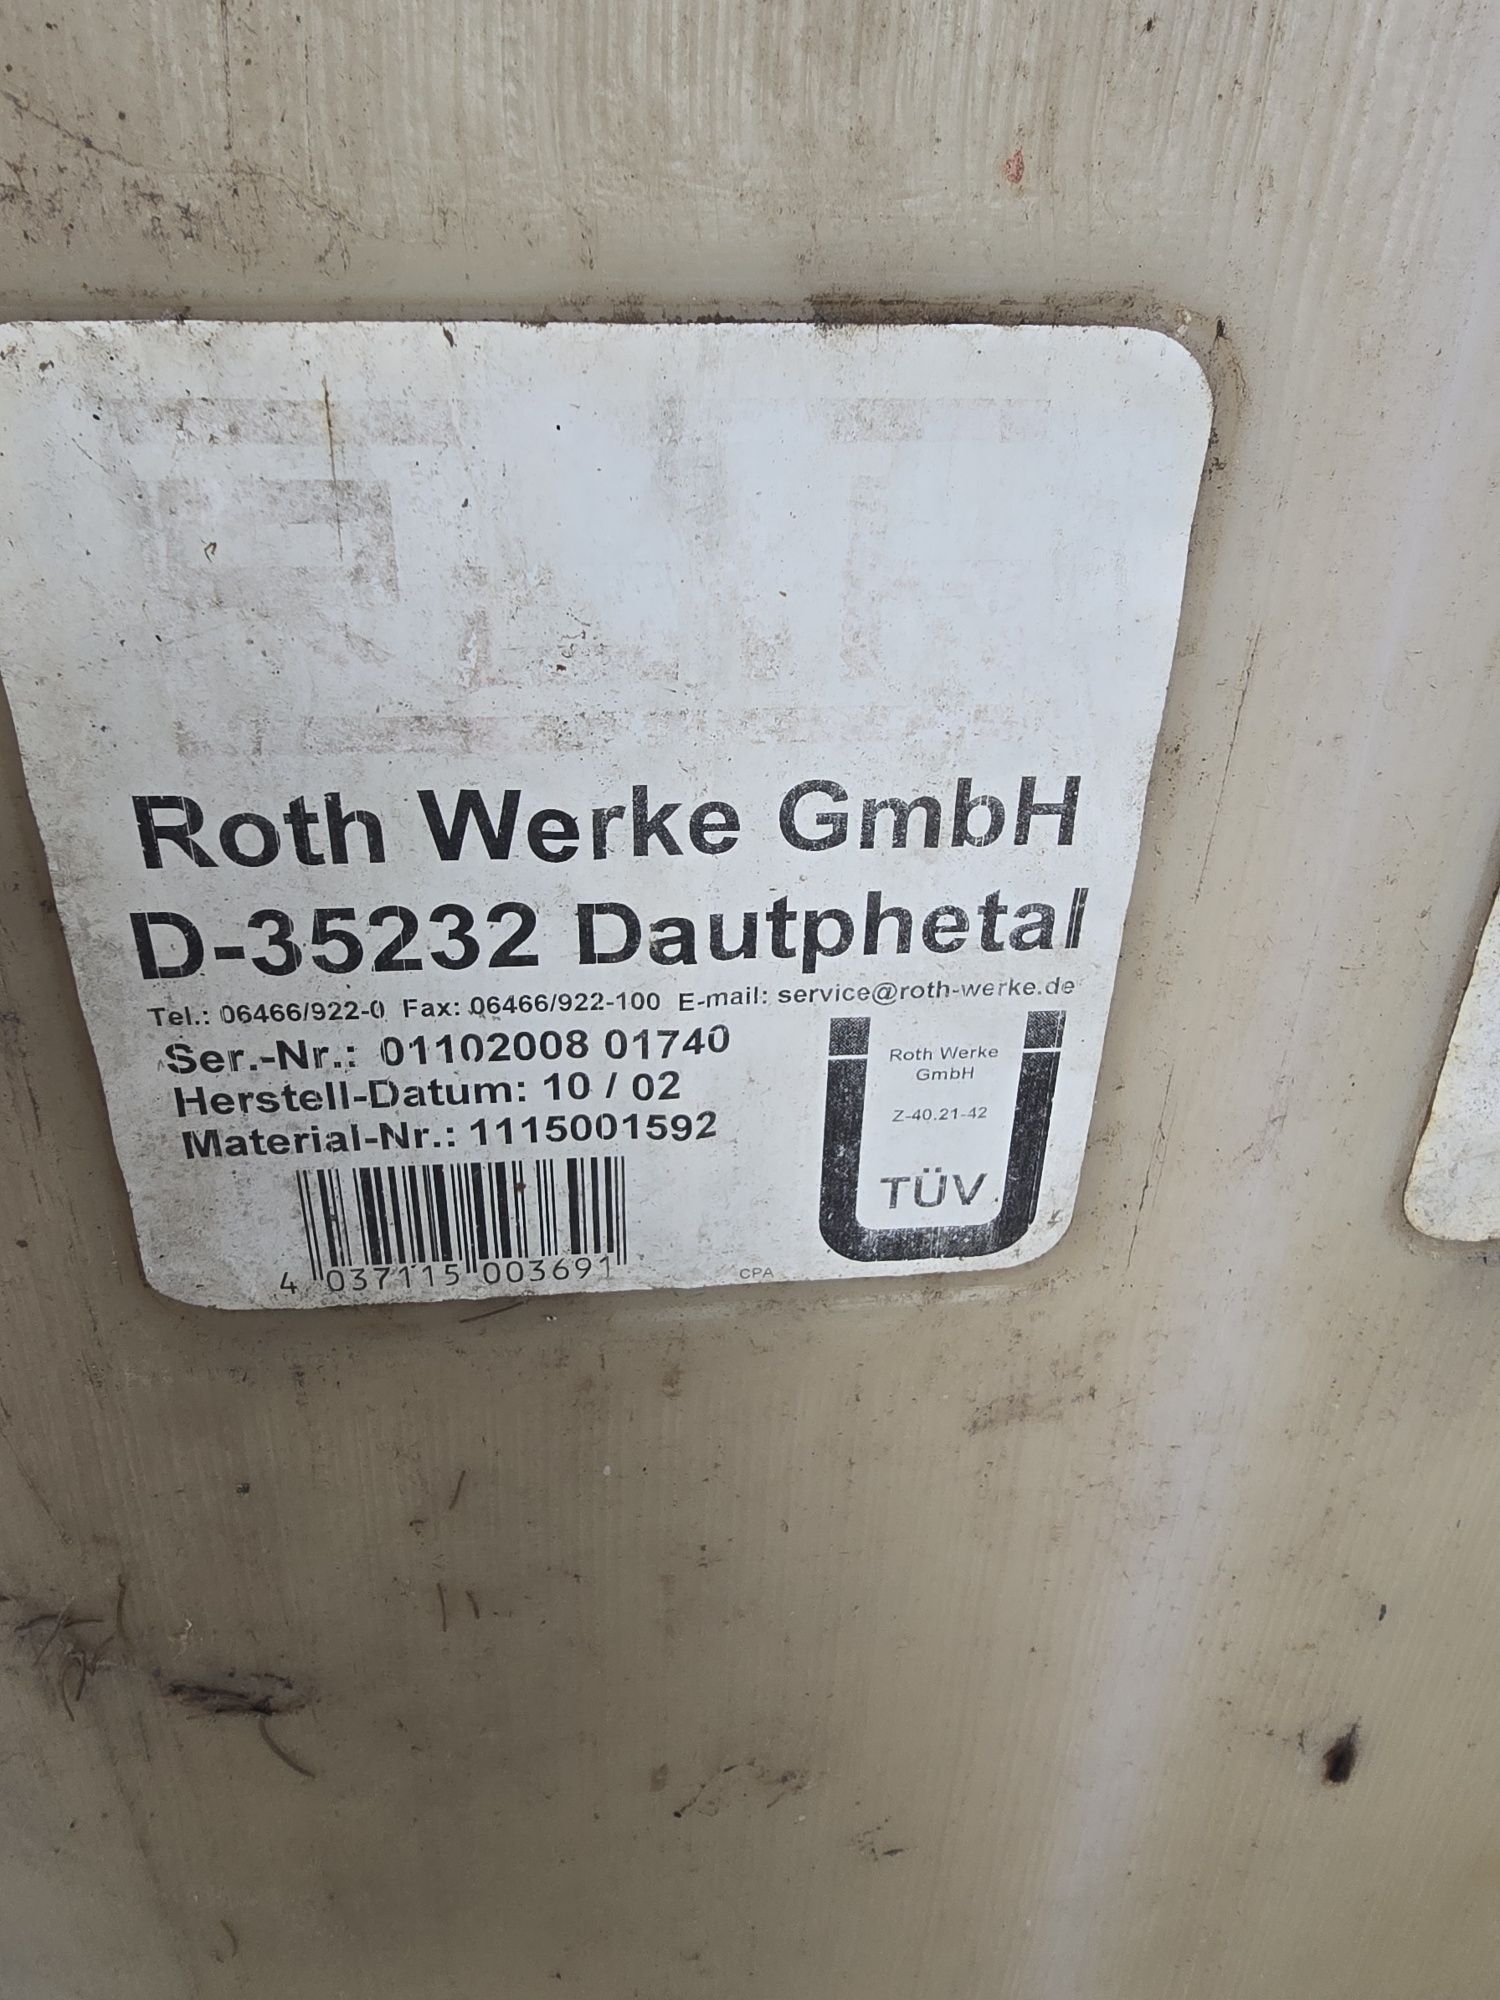 Roth Werke GmbH
D-35232 Dautphetal
Tel.: 06466/922-0 Fax: 06466/922-100 E-mail: service@roth-werke.de
Ser.-Nr.: 01102008 01740
Herstell-Datum: 10 / 02
Material-Nr.: 1115001592
4 037115 003691
CPA
Roth Werke
GmbH
Z-40.21-42
TÜV